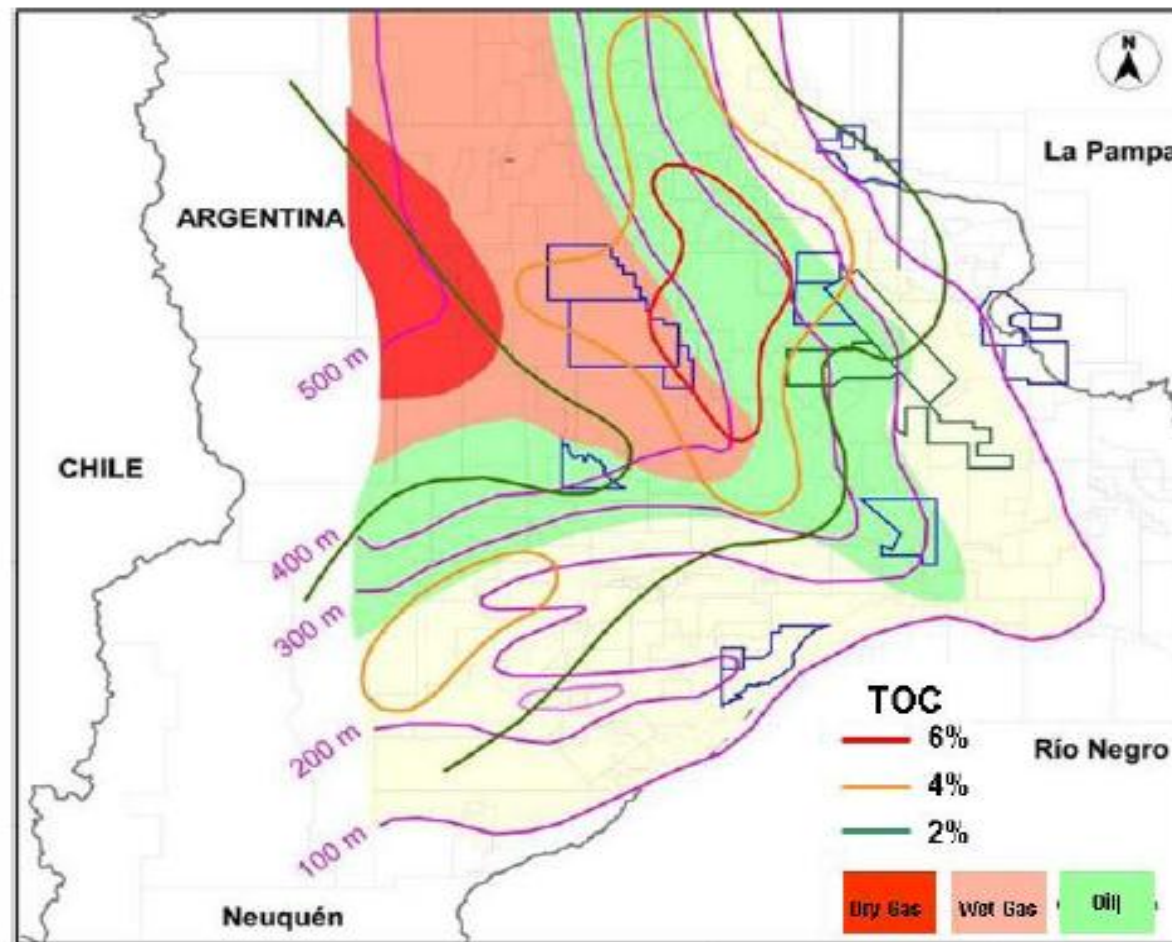 N
La Pampa
ARGENTINA
500 m
CHILE
400 m
300 m
200 m
100 m
TOC
6%
4%
2%
Río Negro
Neuquén
Dry Gas
Wet Gas
Oil